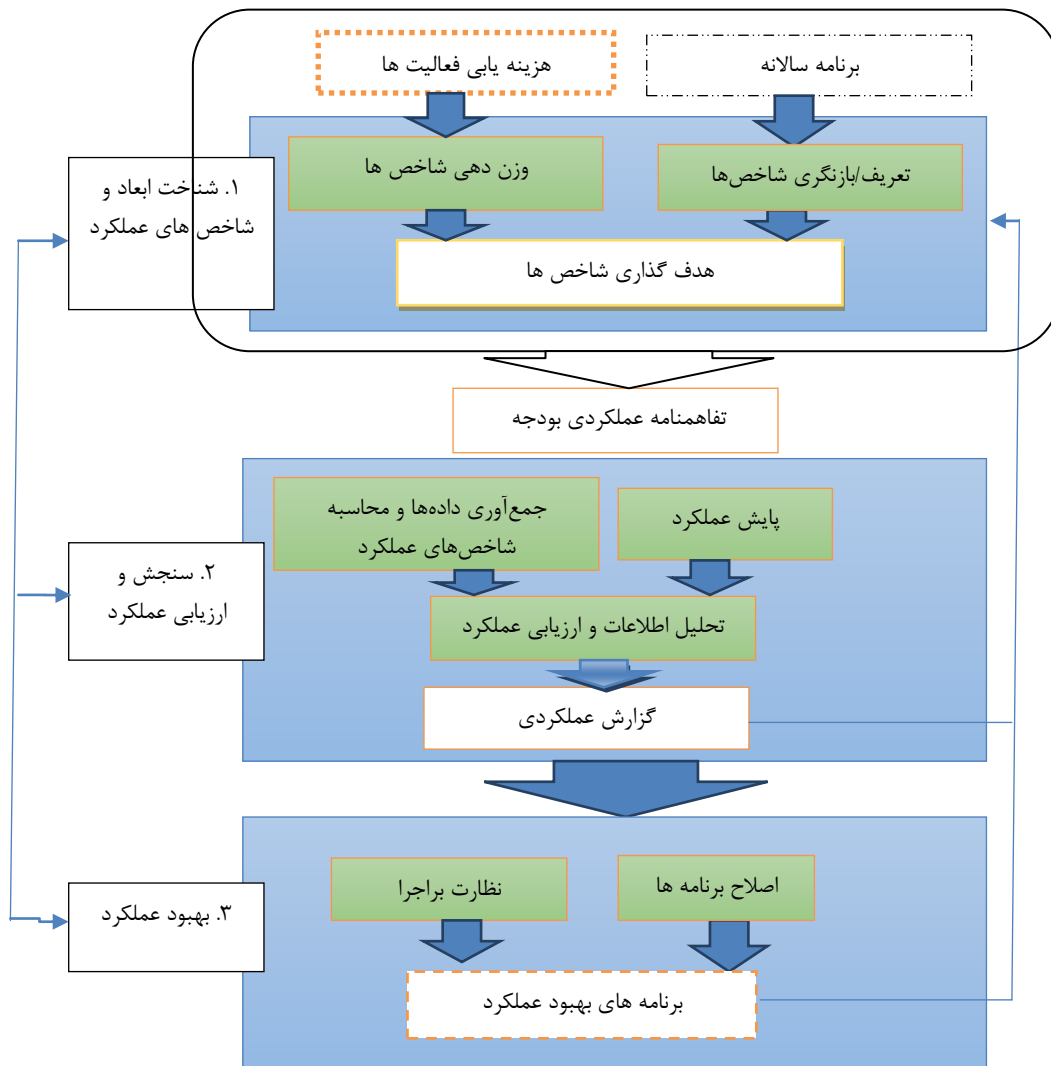 برنامه سالانه
هزینه یابی فعالیت ها
تعریف/بازنگری شاخص‌ها
وزن دهی شاخص ها
۱. شناخت ابعاد و
شاخص های عملکرد
هدف گذاری شاخص ها
تفاهمنامه عملکردی بودجه
پایش عملکرد
جمع‌آوری داده‌ها و محاسبه
شاخص‌های عملکرد
۲. سنجش و
ارزیابی عملکرد
تحلیل اطلاعات و ارزیابی عملکرد
گزارش عملکردی
اصلاح برنامه ها
نظارت براجرا
۳. بهبود عملکرد
برنامه های بهبود عملکرد